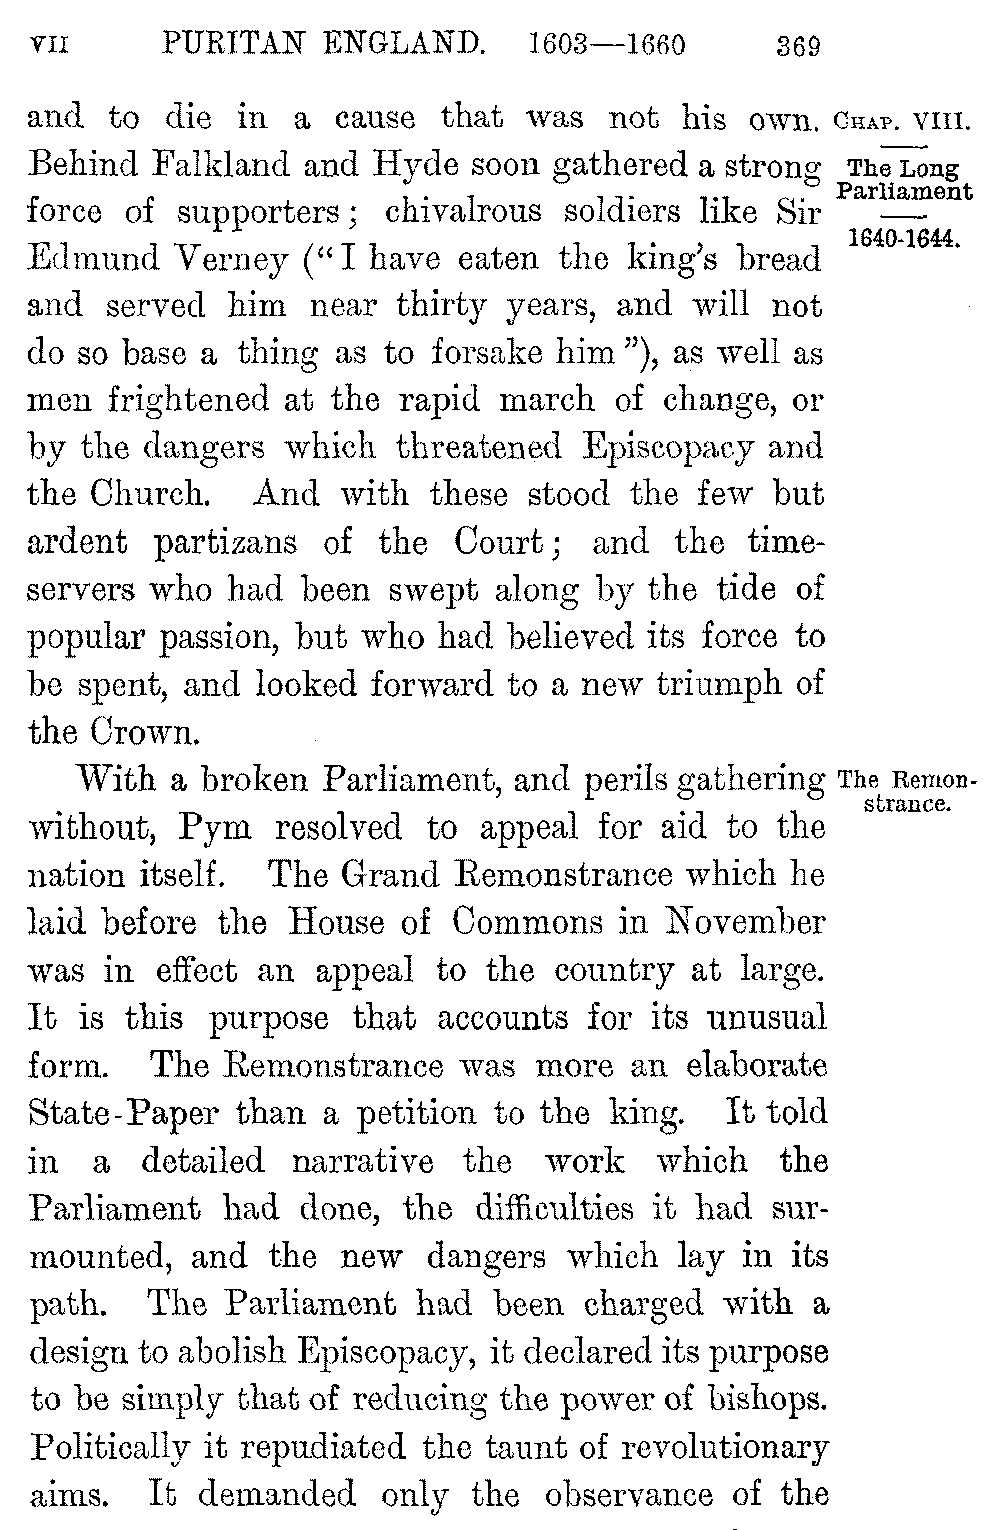 VII PURITAN ENGLAND. 1603—1660 369
and to die in a cause that was not his own.
Behind Falkland and Hyde soon gathered a strong
force of supporters; chivalrous soldiers like Sir
Edmund Verney (“I have eaten the king's bread
and served him near thirty years, and will not
do so base a thing as to forsake him”), as well as
men frightened at the rapid march of change, or
by the dangers which threatened Episcopacy and
the Church. And with these stood the few but
ardent partizans of the Court; and the time-
servers who had been swept along by the tide of
popular passion, but who had believed its force to
be spent, and looked forward to a new triumph of
the Crown.
CHAP. VIII.
The Long
Parliament
1640-1644.
With a broken Parliament, and perils gathering
without, Pym resolved to appeal for aid to the
nation itself. The Grand Remonstrance which he
laid before the House of Commons in November
was in effect an appeal to the country at large.
It is this purpose that accounts for its unusual
form. The Remonstrance was more an elaborate
State-Paper than a petition to the king. It told
in a detailed narrative the work which the
Parliament had done, the difficulties it had sur-
mounted, and the new dangers which lay in its
path. The Parliament had been charged with a
design to abolish Episcopacy, it declared its purpose
to be simply that of reducing the power of bishops.
Politically it repudiated the taunt of revolutionary
aims. It demanded only the observance of the
The Remon-
strance.